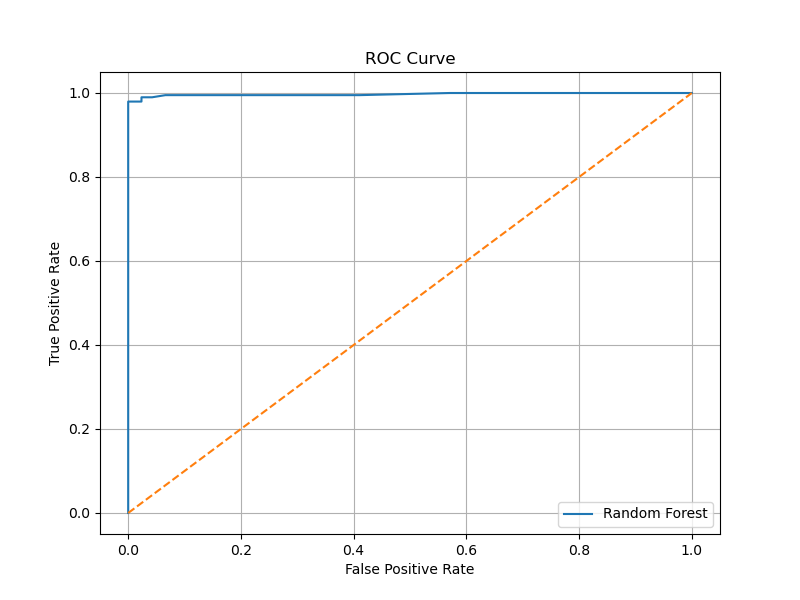 ROC Curve
1.0
0.8
0.6
0.4
0.2
0.0
True Positive Rate
Random Forest
0.0 0.2 0.4 0.6 0.8 1.0
False Positive Rate